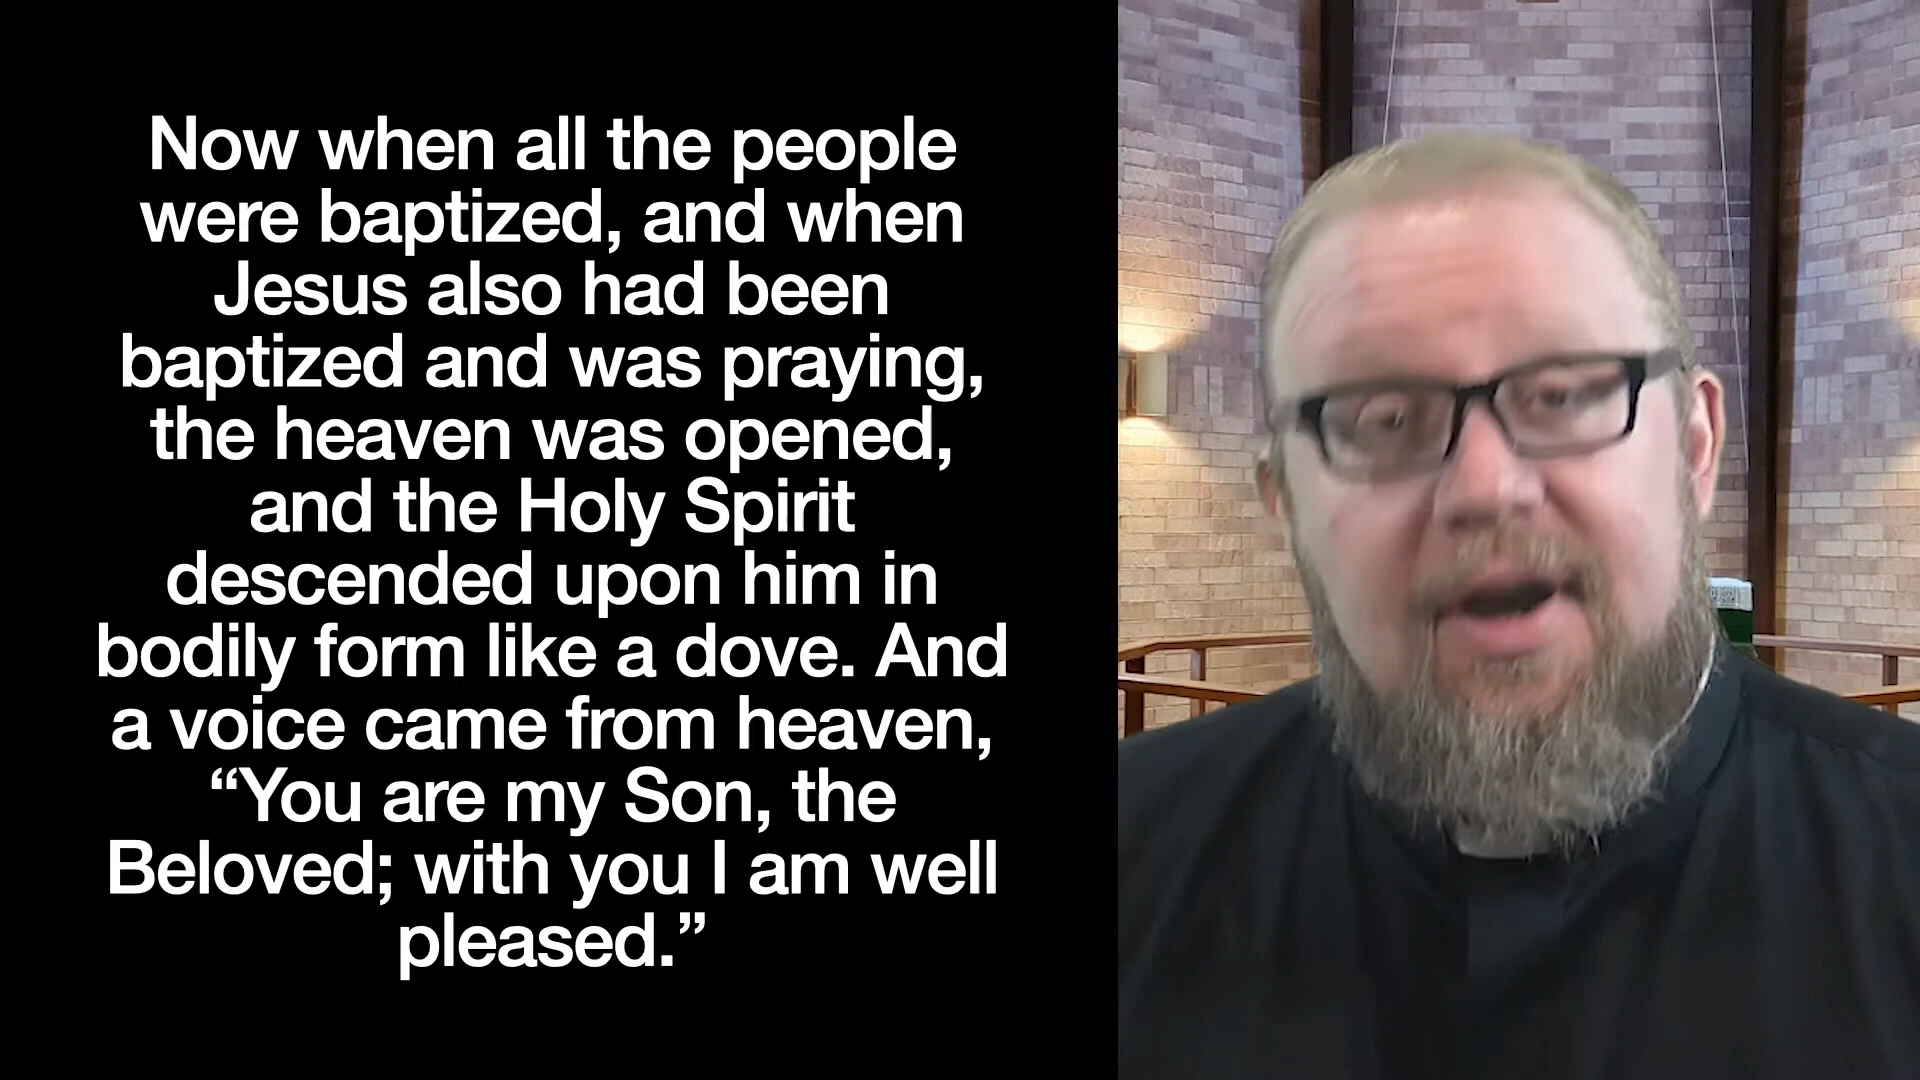 Now when all the people
were baptized, and when
Jesus also had been
baptized and was praying,
the heaven was opened,
and the Holy Spirit
descended upon him in
bodily form like a dove. And
a voice came from heaven,
“You are my Son, the
Beloved; with you I am well
pleased.”